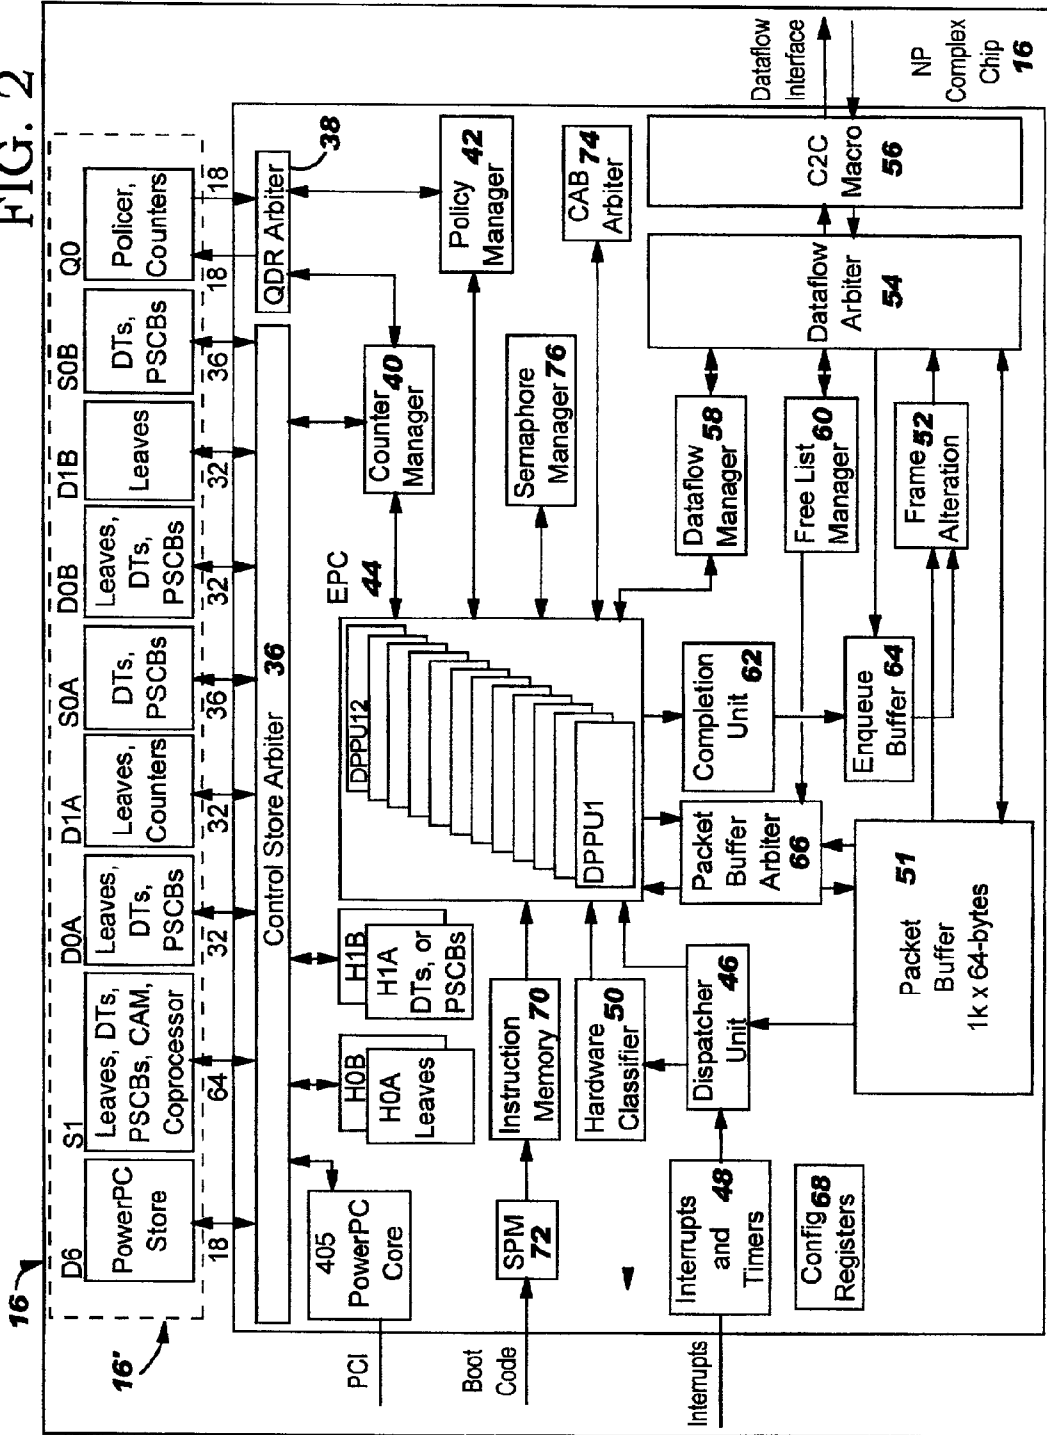 FIG. 2
16
16'
D6
S1
D0A
D1A
S0A
D0B
D1B
S0B
Q0
PowerPC
Store
Leaves, DTs,
PSCBs, CAM,
Coprocessor
Leaves,
DTs,
PSCBs
Leaves,
Counters
DTs,
PSCBs
Leaves,
DTs,
PSCBs
Leaves
DTs,
PSCBs
Policer,
Counters
18
64
32
32
36
32
32
36
18
18
Control Store Arbiter
36
QDR Arbiter
38
PCI
405
PowerPC
Core
H0B
H0A
Leaves
H1B
H1A
DTs, or
PSCBs
EPC
44
DPPU12
DPPU1
Counter 40
Manager
Policy 42
Manager
Boot
Code
SPM
72
Instruction
Memory 70
Semaphore
Manager 76
CAB 74
Arbiter
Hardware
Classifier 50
Interrupts
Interrupts
and 48
Timers
Dispatcher
Unit 46
Packet
Buffer
Arbiter
66
Completion
Unit 62
Dataflow
Manager 58
Free List
Manager 60
Dataflow
Arbiter
54
C2C
Macro
56
Dataflow
Interface
Config 68
Registers
Packet
Buffer
1k x 64-bytes
51
Enqueue
Buffer 64
Frame 52
Alteration
NP
Complex
Chip
16